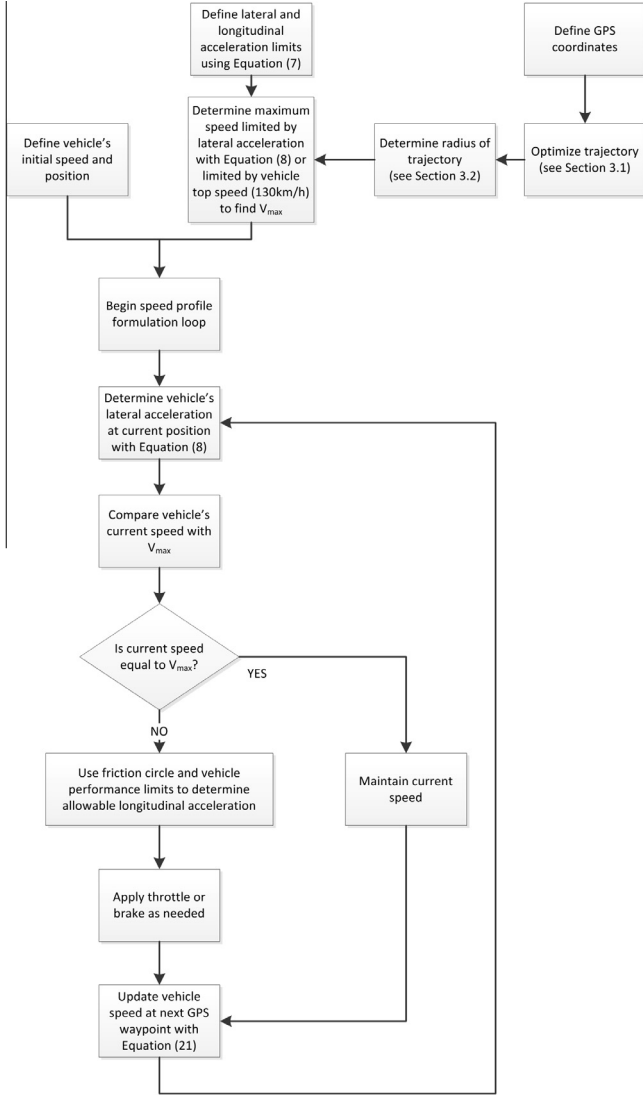 Define lateral and
longitudinal
acceleration limits
using Equation (7)
Define GPS
coordinates
Define vehicle's
initial speed and
position
Determine maximum
speed limited by
lateral acceleration
with Equation (8) or
limited by vehicle
top speed (130km/h)
to find Vmax
Determine radius of
trajectory
(see Section 3.2)
Optimize trajectory
(see Section 3.1)
Begin speed profile
formulation loop
Determine vehicle's
lateral acceleration
at current position
with Equation (8)
Compare vehicle's
current speed with
Vmax
Is current speed
equal to Vmax?
YES
NO
Use friction circle and vehicle
performance limits to determine
allowable longitudinal acceleration
Maintain current
speed
Apply throttle or
brake as needed
Update vehicle
speed at next GPS
waypoint with
Equation (21)